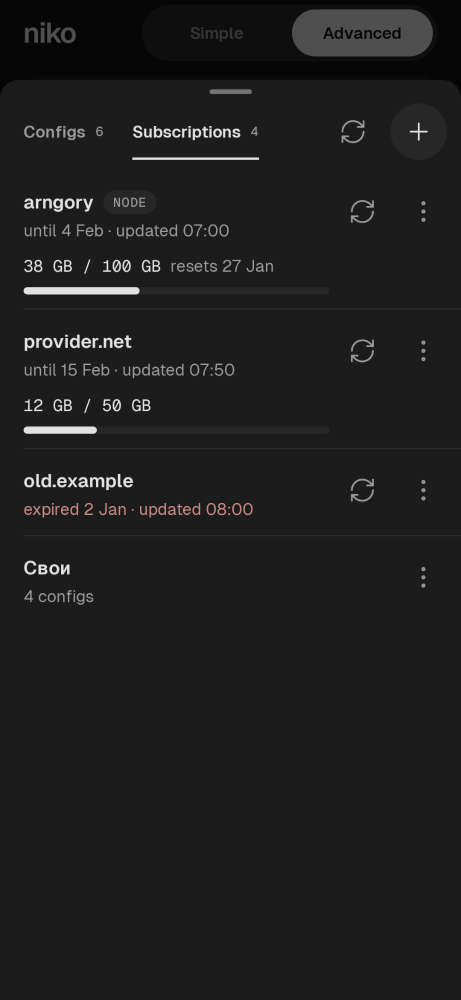 niko
Simple
Advanced
Configs 6
Subscriptions 4
arngory NODE
until 4 Feb · updated 07:00
38 GB / 100 GB resets 27 Jan
provider.net
until 15 Feb · updated 07:50
12 GB / 50 GB
old.example
expired 2 Jan · updated 08:00
Свои
4 configs